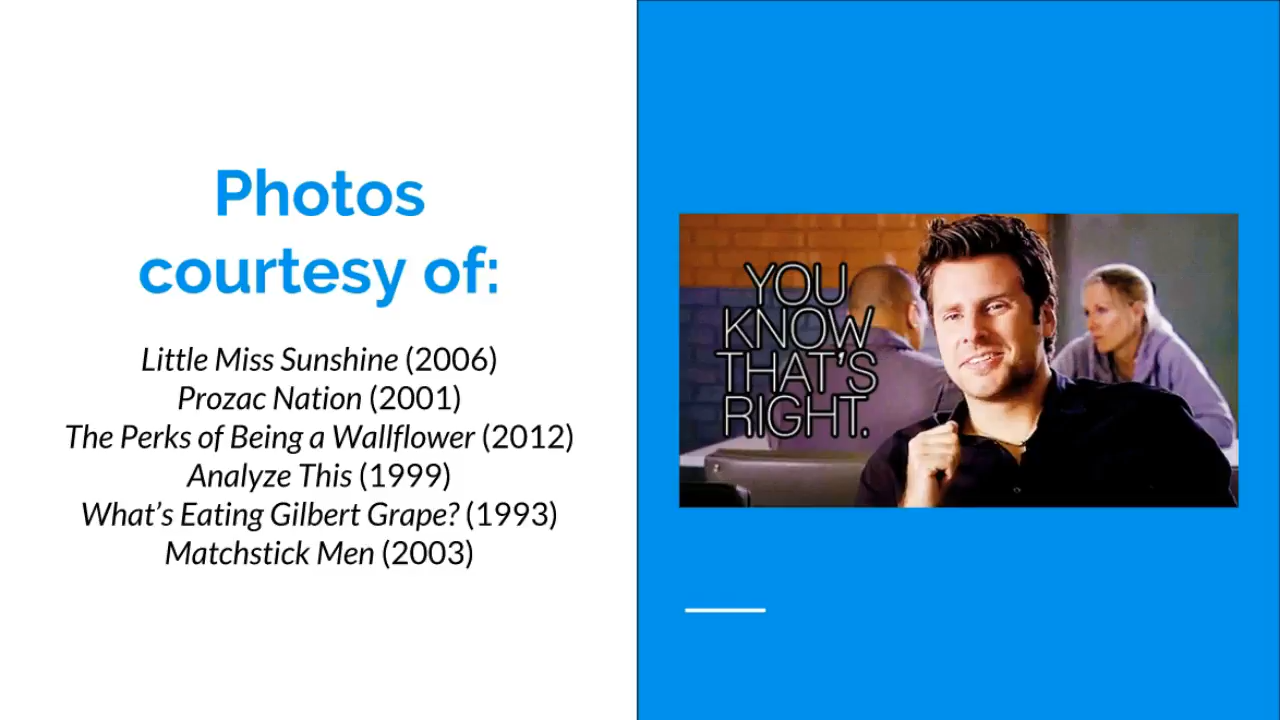 Photos
courtesy of:
Little Miss Sunshine (2006)
Prozac Nation (2001)
The Perks of Being a Wallflower (2012)
Analyze This (1999)
What’s Eating Gilbert Grape? (1993)
Matchstick Men (2003)
YOU
KNOW
THAT’S
RIGHT.